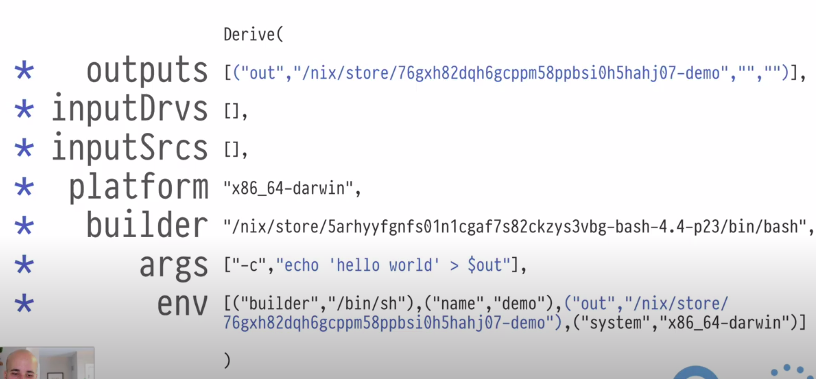 Derive(
* outputs [("out","/nix/store/76gxh82dqh6gcppm58ppbsi0h5hahj07-demo","","")],
* inputDrvs [],
* inputSrcs [],
* platform "x86_64-darwin",
* builder "/nix/store/5arhyyfgnfs01n1cgaf7s82ckzys3vbg-bash-4.4-p23/bin/bash",
* args ["-c","echo 'hello world' > $out"],
* env [("builder","/bin/sh"),("name","demo"),("out","/nix/store/
76gxh82dqh6gcppm58ppbsi0h5hahj07-demo"),("system","x86_64-darwin")]
)